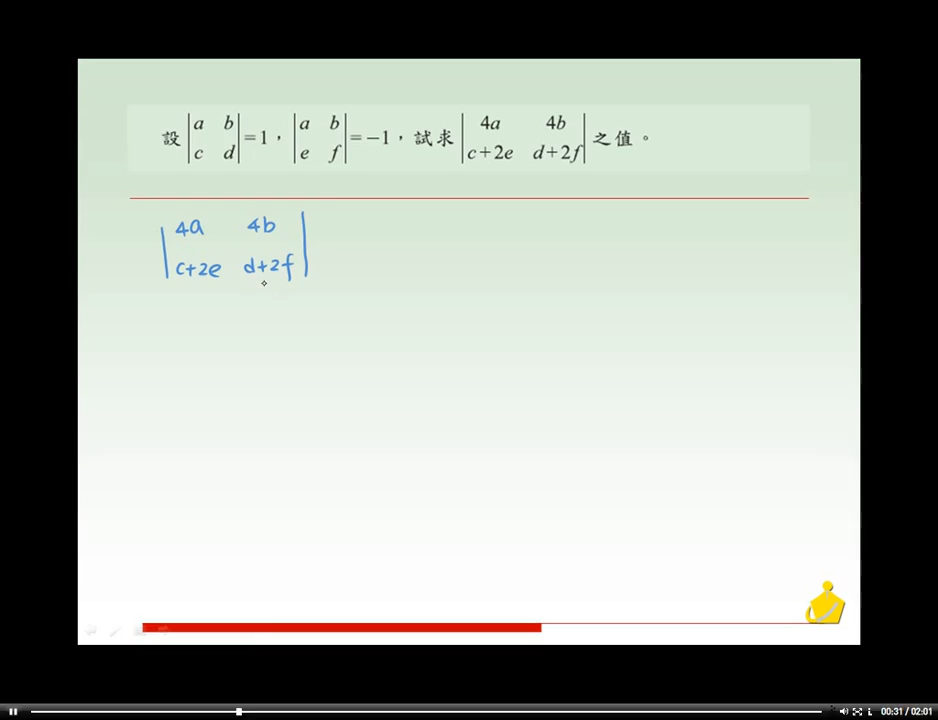 設 |a b| =1，|a b| =-1，試求 |4a 4b| 之值。
|c d| |e f| |c+2e d+2f|
|4a 4b|
|c+2e d+2f|
00:31 / 02:01